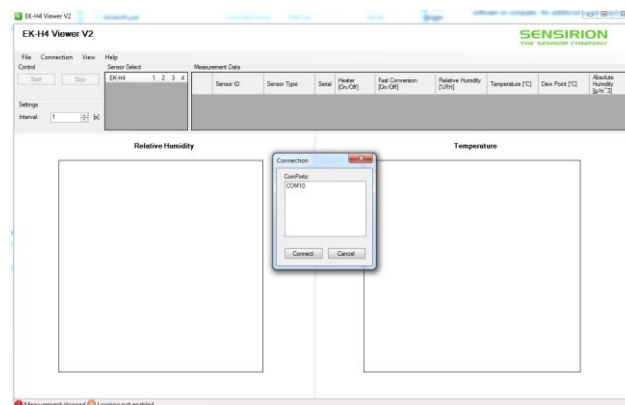 EK-H4 Viewer V2
EK-H4 Viewer V2
SENSIRION
THE SENSOR COMPANY
File Connection View Help
Control Sensor Select Measurement Data
Start Stop EK-H4 1 2 3 4
Sensor ID Sensor Type Serial Heater [On/Off] Fast Conversion [On/Off] Relative Humidity [%RH] Temperature [°C] Dew Point [°C] Absolute Humidity [g/m^3]
Settings
Interval: 1 [s]
Relative Humidity Temperature
Connection
ComPorts:
COM10
Connect Cancel
Measurement stopped Logging not enabled